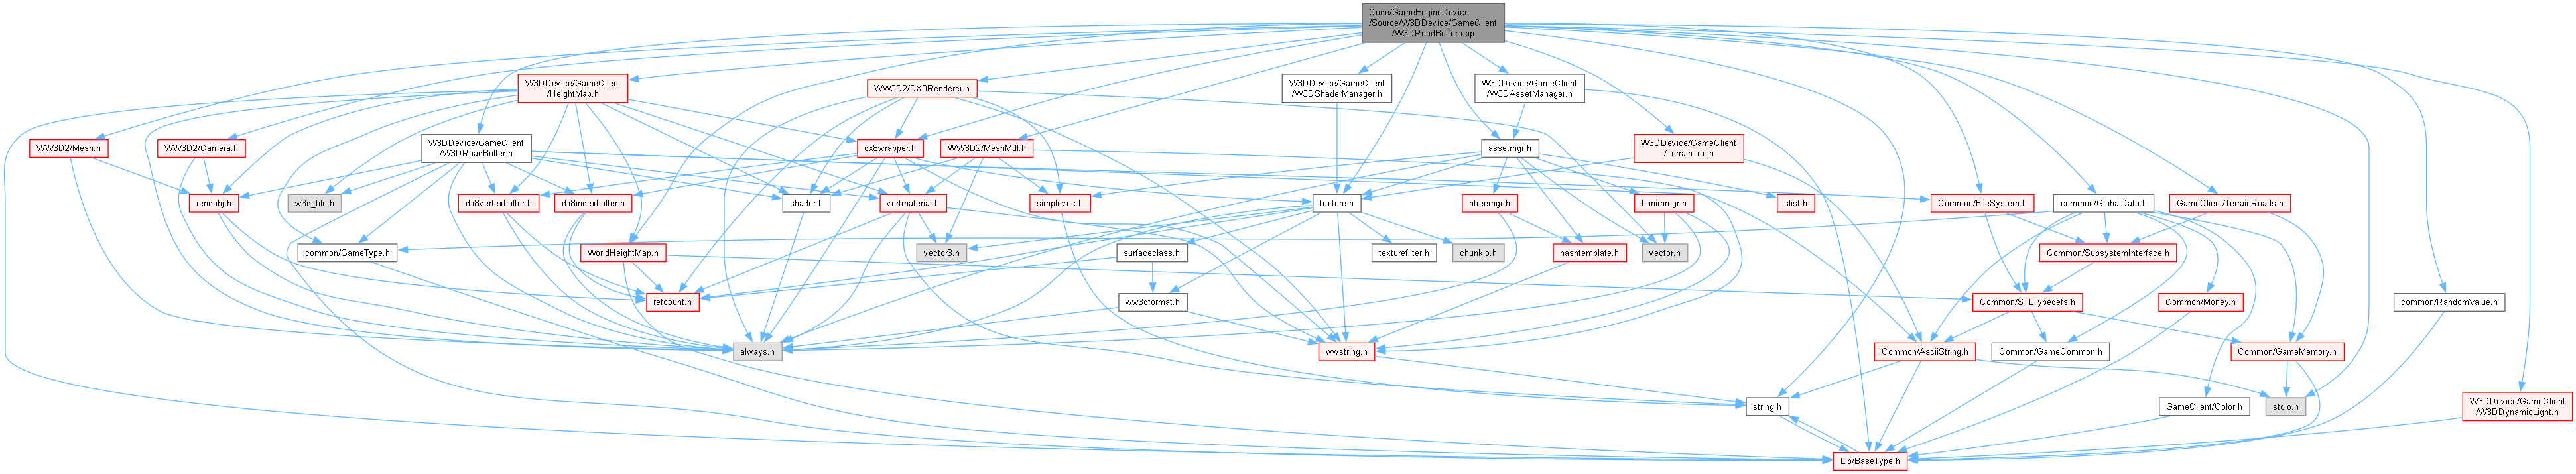 Code/GameEngineDevice
/Source/W3DDevice/GameClient
/W3DRoadBuffer.cpp
W3DDevice/GameClient
/HeightMap.h
WW3D2/DX8Renderer.h
W3DDevice/GameClient
/W3DShaderManager.h
W3DDevice/GameClient
/W3DAssetManager.h
WW3D2/Mesh.h
WW3D2/Camera.h
W3DDevice/GameClient
/W3DRoadBuffer.h
dx8wrapper.h
WW3D2/MeshMdl.h
assetmgr.h
W3DDevice/GameClient
/TerrainTex.h
rendobj.h
w3d_file.h
dx8vertexbuffer.h
dx8indexbuffer.h
shader.h
vertmaterial.h
simplevec.h
texture.h
htreemgr.h
hanimmgr.h
slist.h
Common/FileSystem.h
common/GlobalData.h
GameClient/TerrainRoads.h
common/GameType.h
WorldHeightMap.h
vector3.h
surfaceclass.h
texturefilter.h
chunkio.h
hashtemplate.h
vector.h
Common/SubsystemInterface.h
refcount.h
ww3dformat.h
Common/STLTypedefs.h
Common/Money.h
common/RandomValue.h
always.h
wwstring.h
Common/AsciiString.h
Common/GameCommon.h
Common/GameMemory.h
string.h
GameClient/Color.h
stdio.h
W3DDevice/GameClient
/W3DDynamicLight.h
Lib/BaseType.h